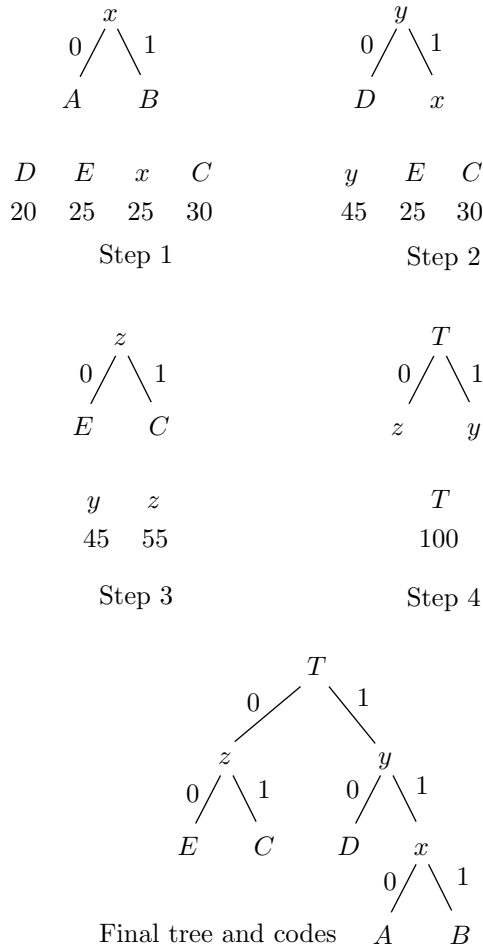 x y
0 1 0 1
A B D x
D E x C y E C
20 25 25 30 45 25 30
Step 1 Step 2
z T
0 1 0 1
E C z y
y z T
45 55 100
Step 3 Step 4
T
0 1
z y
0 1 0 1
E C D x
0 1
Final tree and codes A B